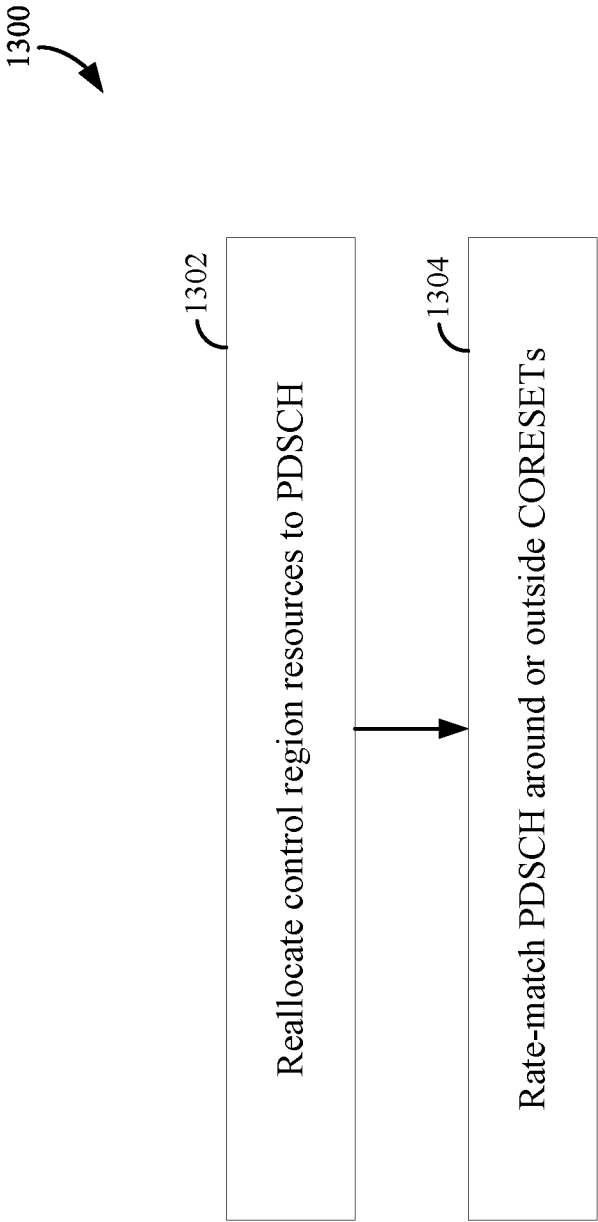 1300
1302
Reallocate control region resources to PDSCH
1304
Rate-match PDSCH around or outside CORESETs